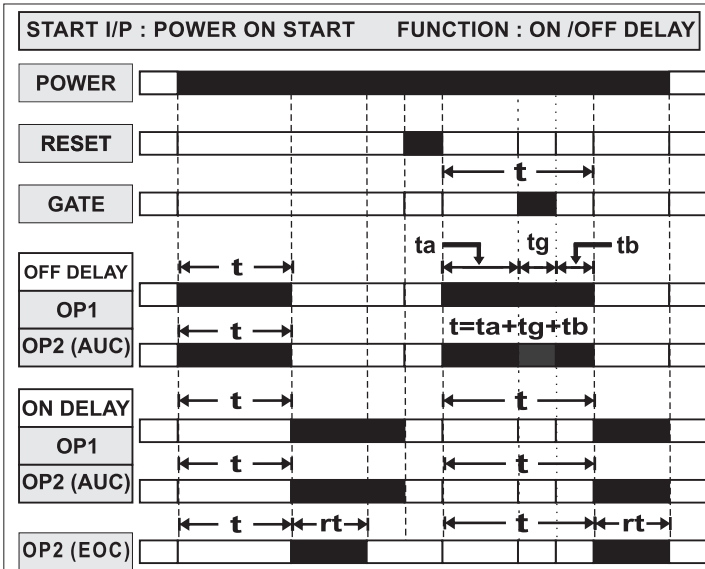 START I/P : POWER ON START FUNCTION : ON /OFF DELAY
POWER
RESET
t
GATE
ta tg tb
OFF DELAY t
OP1
t t=ta+tg+tb
OP2 (AUC)
ON DELAY t t
OP1
t t
OP2 (AUC)
t rt t rt
OP2 (EOC)